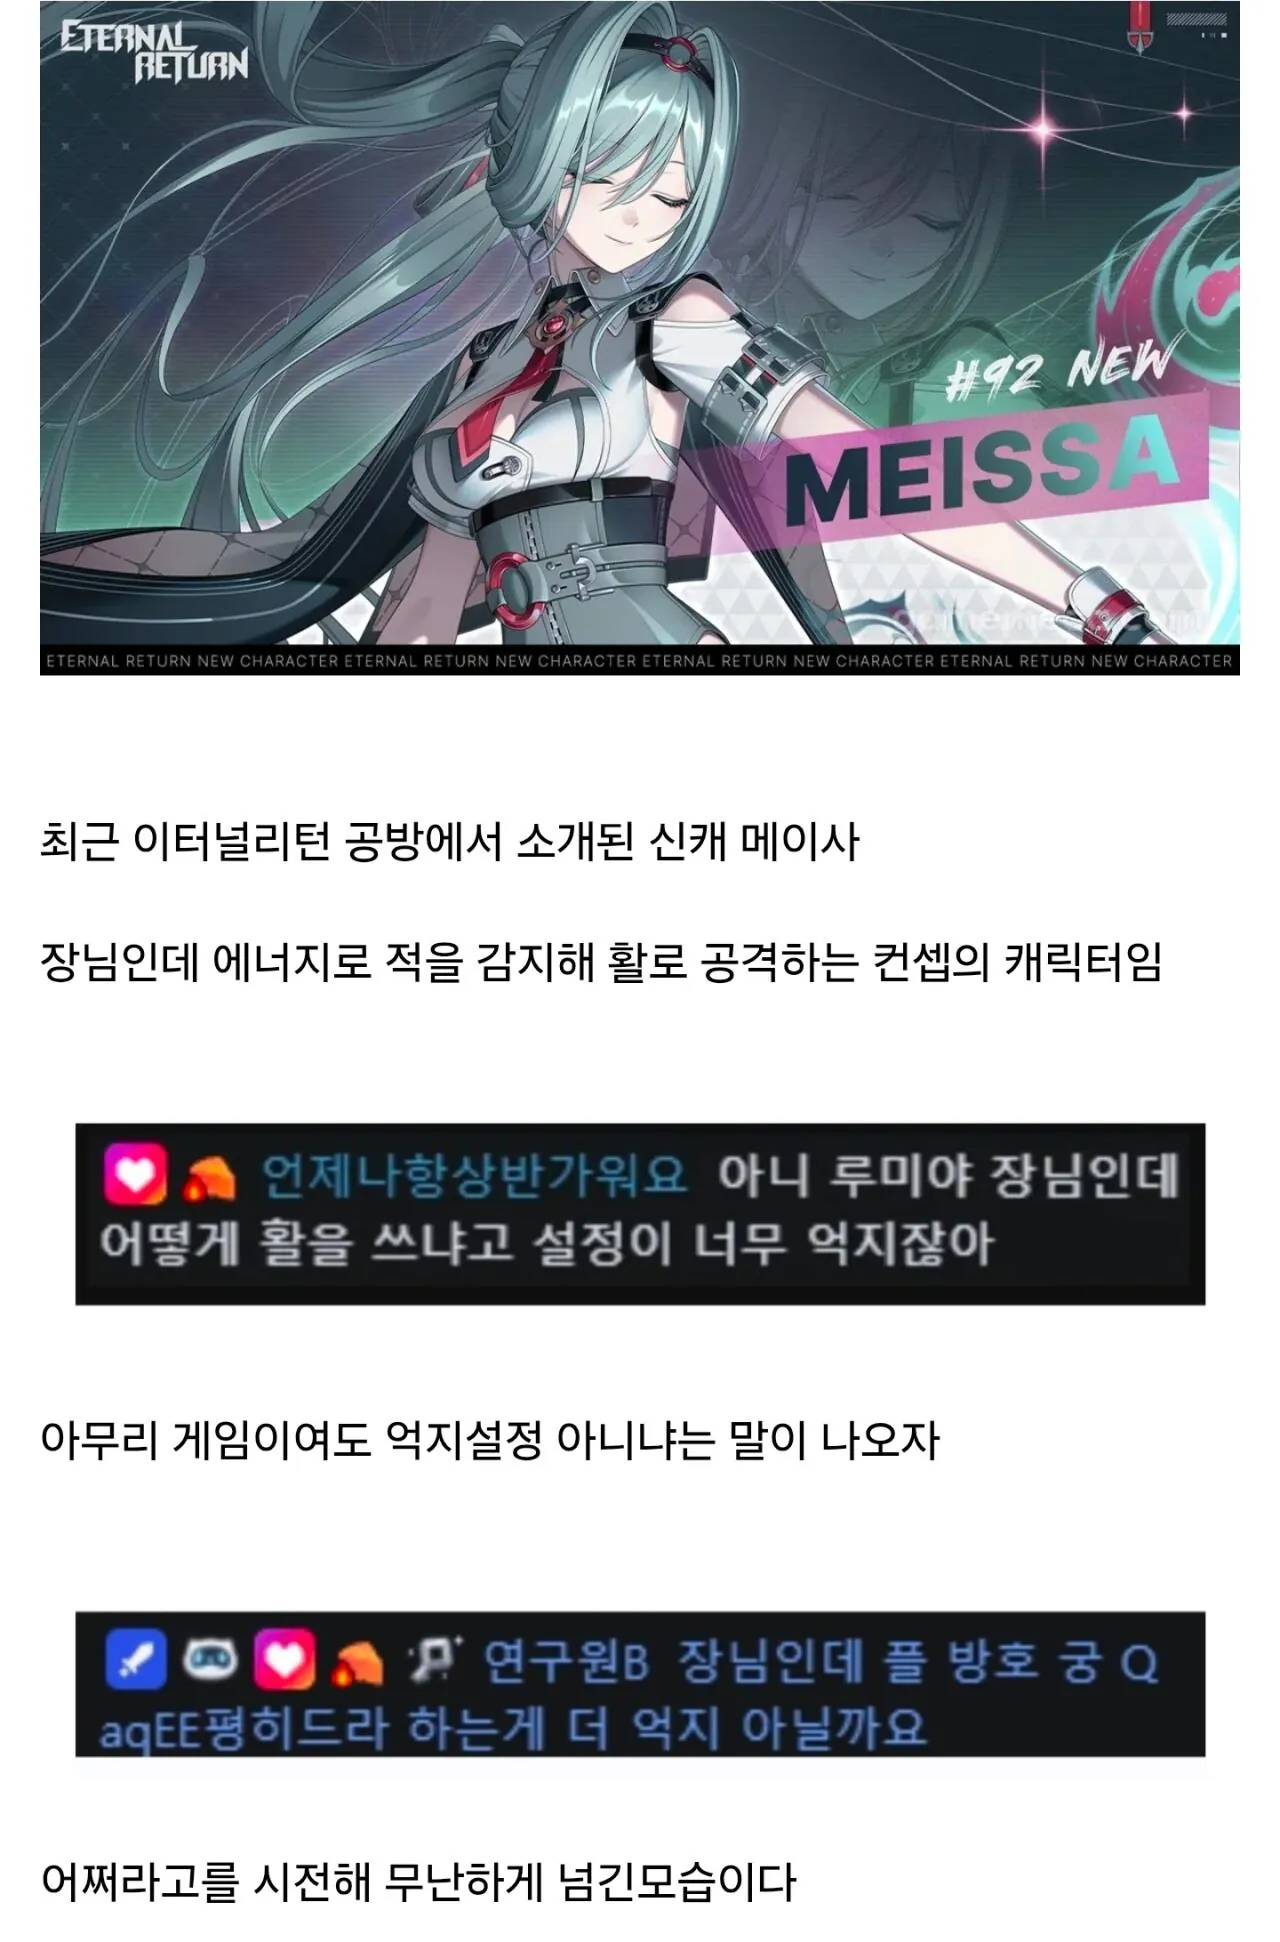 ETERNAL
RETURN
#92 NEW
MEISSA
ETERNAL RETURN NEW CHARACTER ETERNAL RETURN NEW CHARACTER ETERNAL RETURN NEW CHARACTER ETERNAL RETURN NEW CHARACTER
최근 이터널리턴 공방에서 소개된 신캐 메이사
장님인데 에너지로 적을 감지해 활로 공격하는 컨셉의 캐릭터임
언제나항상반가워요 아니 루미야 장님인데
어떻게 활을 쓰냐고 설정이 너무 억지잖아
아무리 게임이여도 억지설정 아니냐는 말이 나오자
연구원B 장님인데 플 방호 궁 Q
aqEE평히드라 하는게 더 억지 아닐까요
어쩌라고를 시전해 무난하게 넘긴모습이다